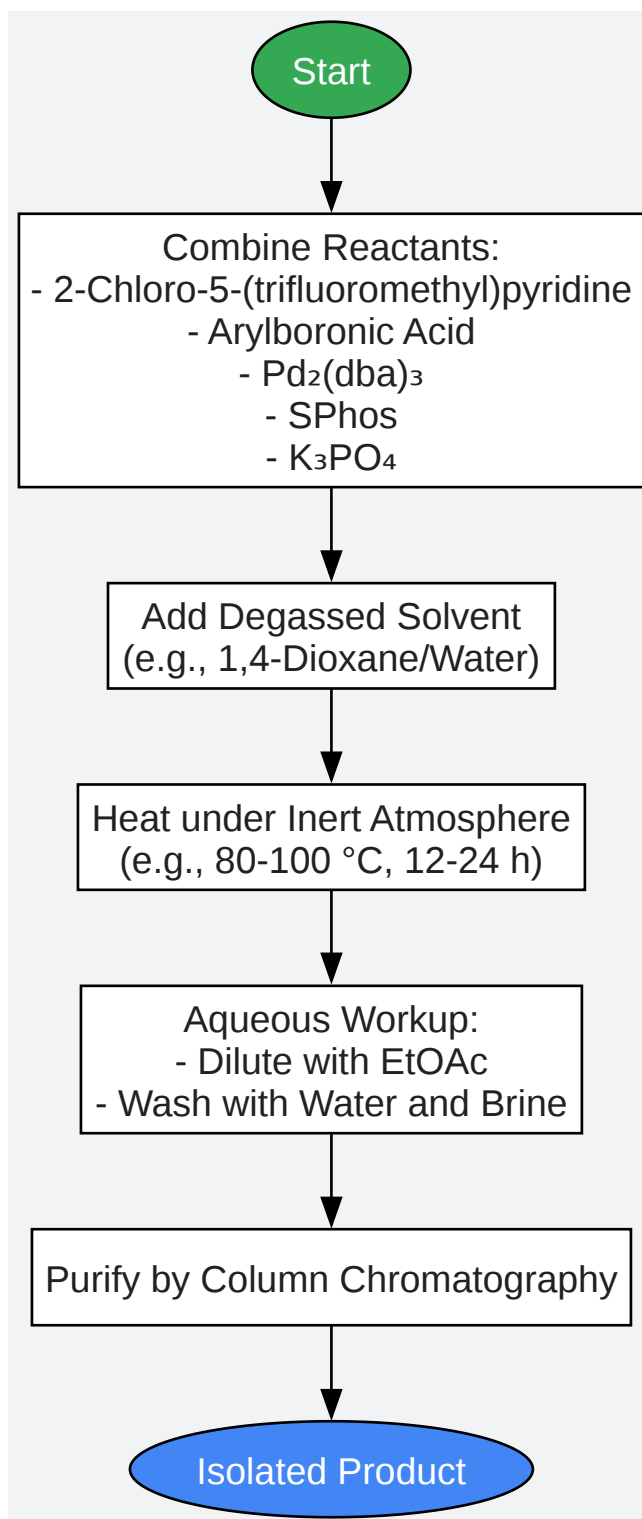 Start
Combine Reactants:
- 2-Chloro-5-(trifluoromethyl)pyridine
- Arylboronic Acid
- Pd₂(dba)₃
- SPhos
- K₃PO₄
Add Degassed Solvent
(e.g., 1,4-Dioxane/Water)
Heat under Inert Atmosphere
(e.g., 80-100 °C, 12-24 h)
Aqueous Workup:
- Dilute with EtOAc
- Wash with Water and Brine
Purify by Column Chromatography
Isolated Product